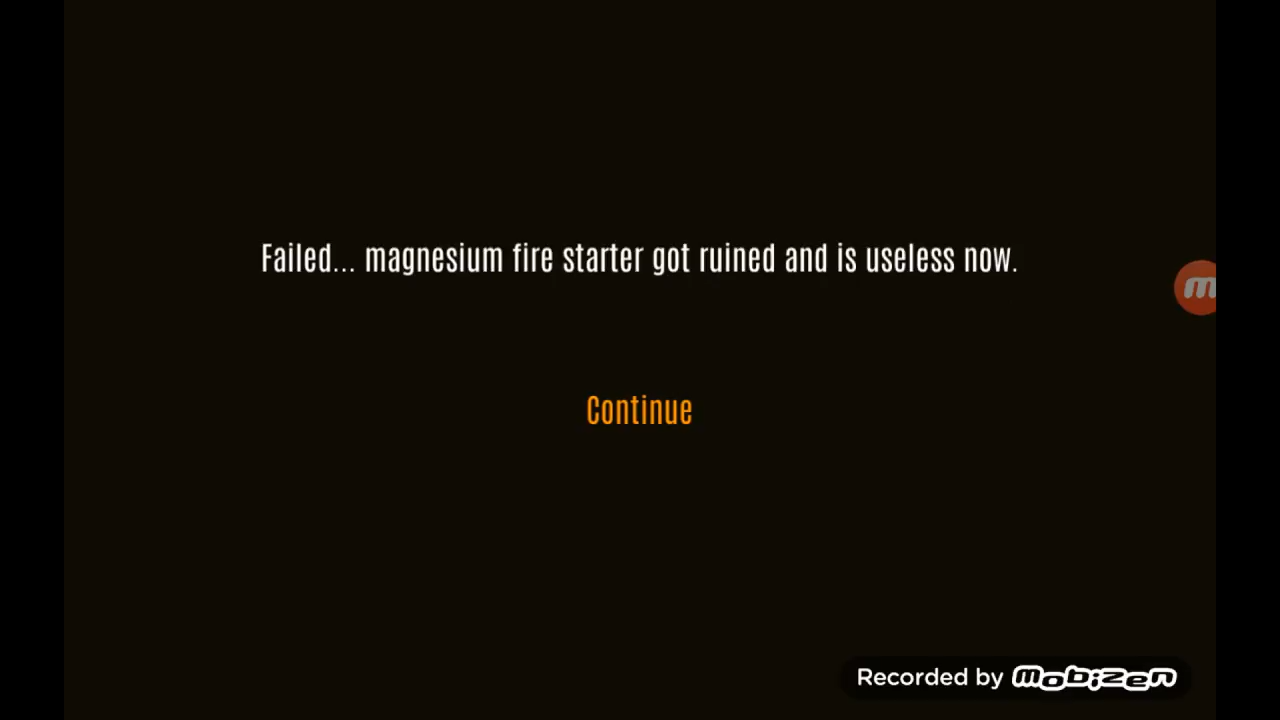 Failed... magnesium fire starter got ruined and is useless now.
m
Continue
Recorded by mobizen